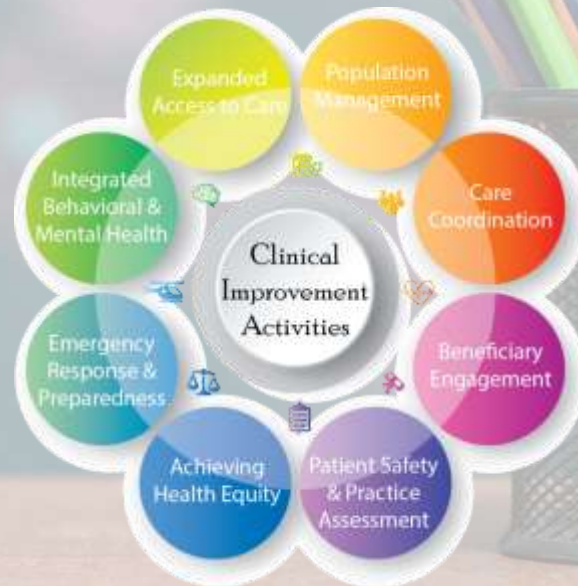 Expanded
Access to Care
Population
Management
Care
Coordination
Beneficiary
Engagement
Patient Safety
& Practice
Assessment
Achieving
Health Equity
Emergency
Response &
Preparedness
Integrated
Behavioral &
Mental Health
Clinical
Improvement
Activities